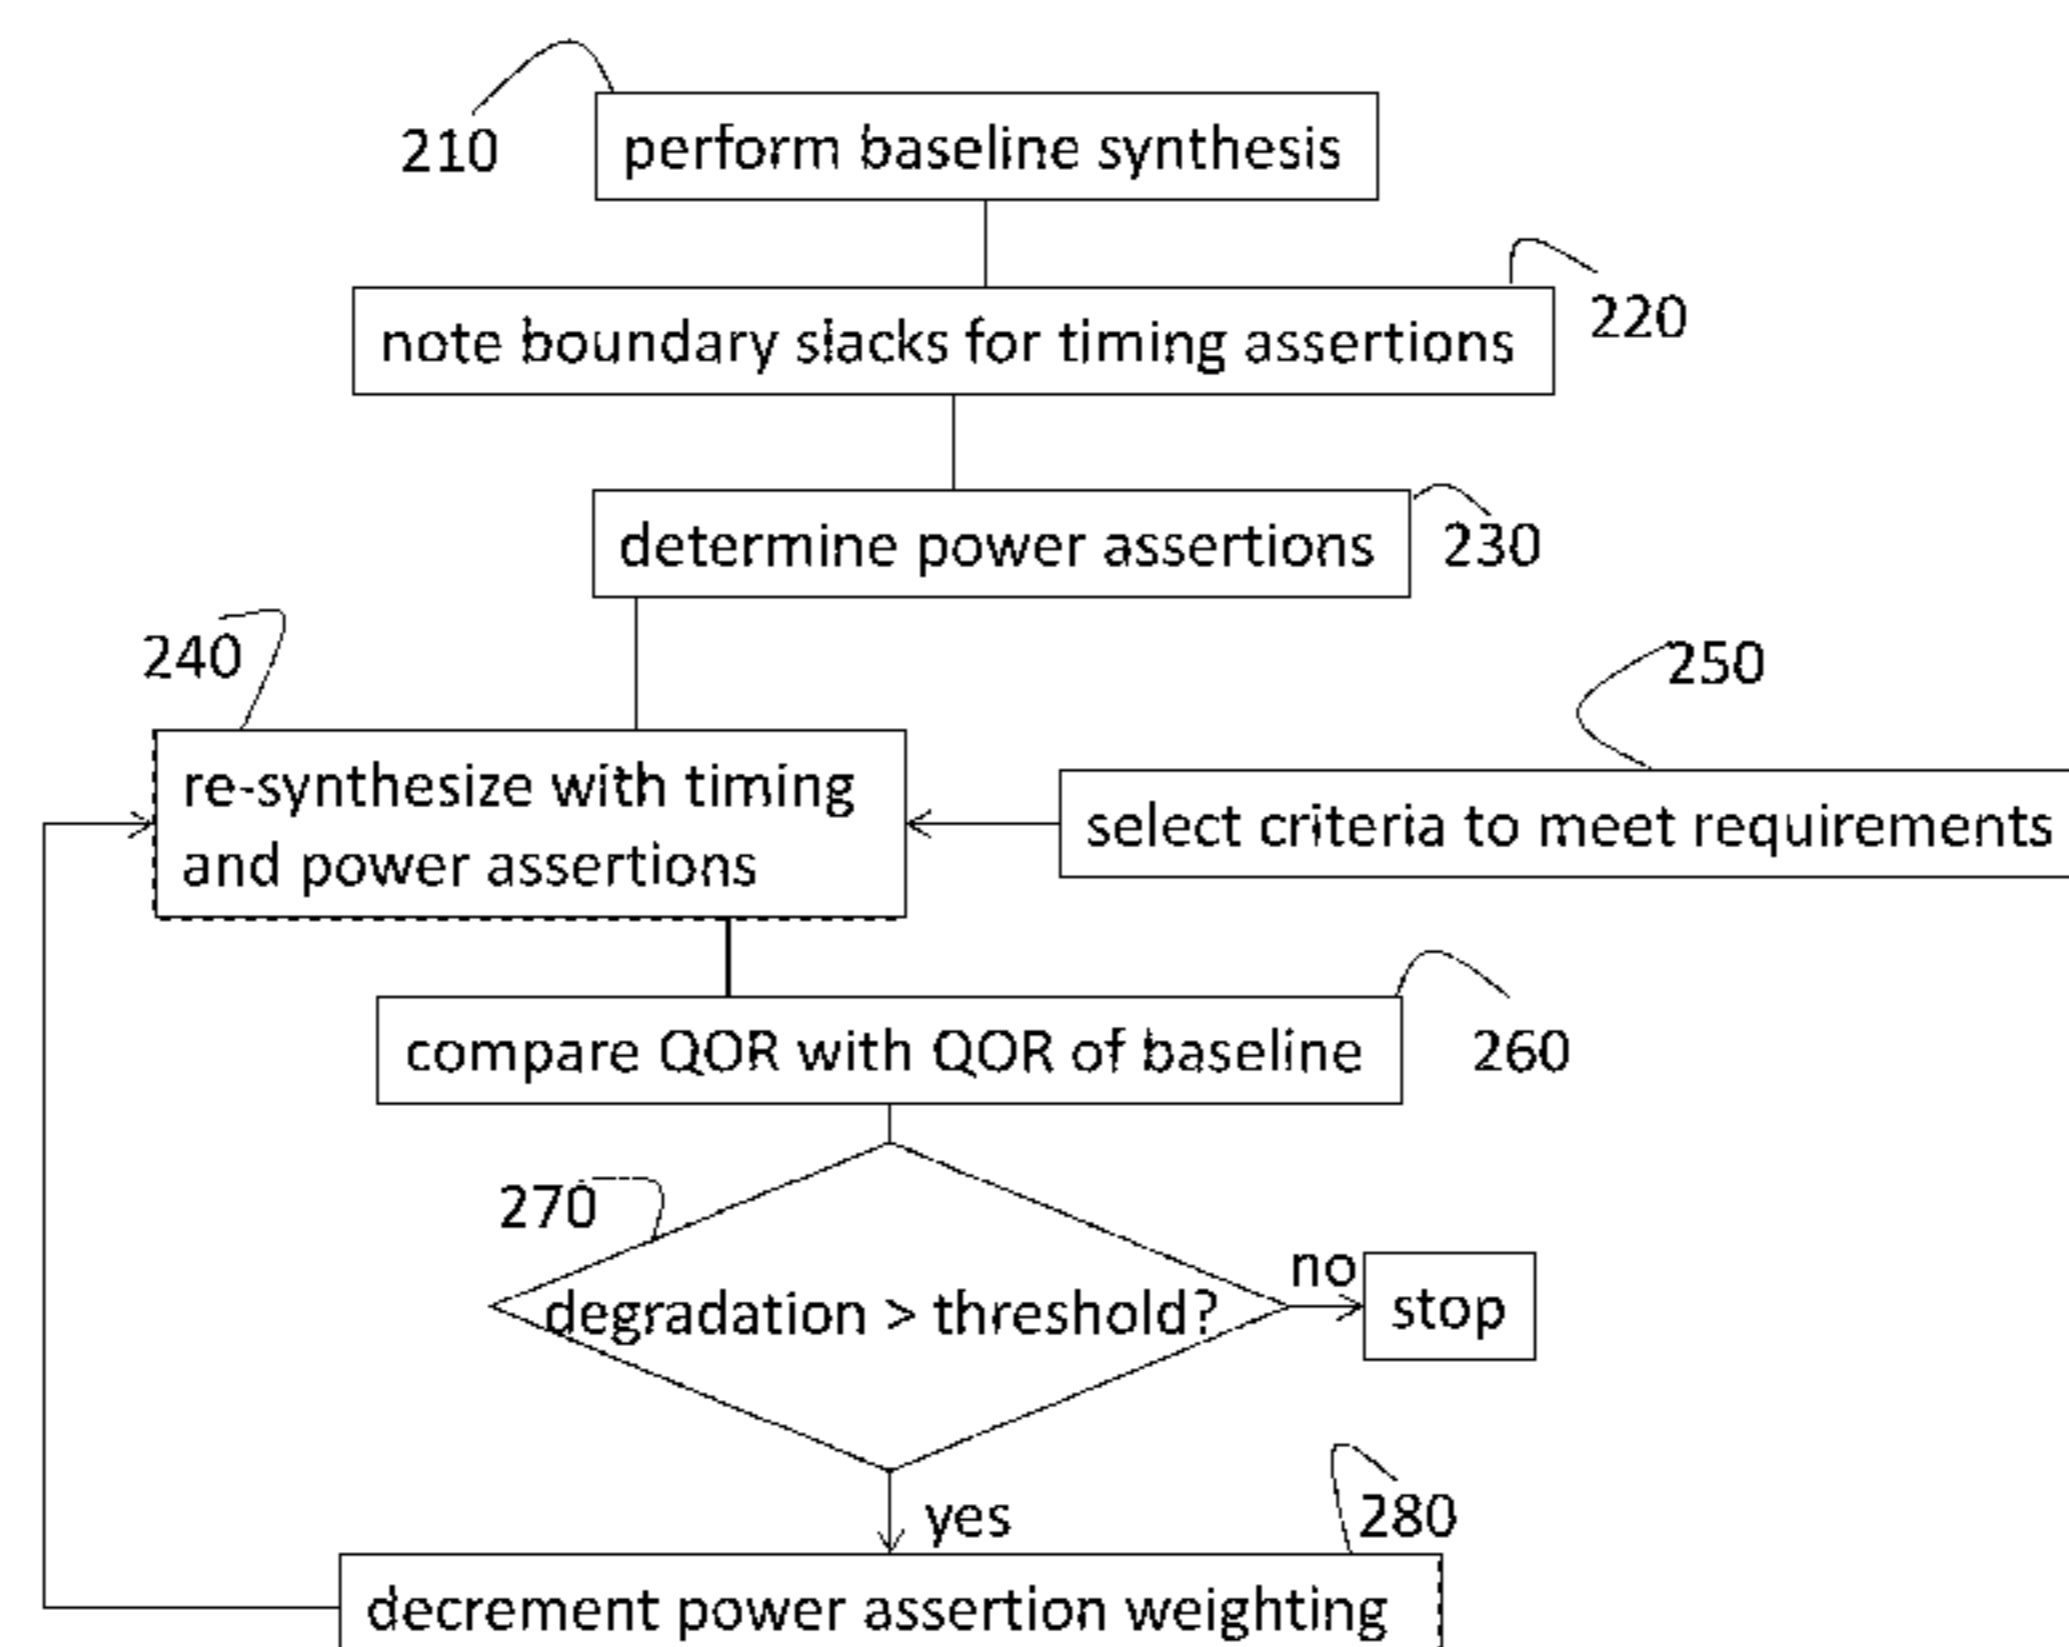 210
perform baseline synthesis
note boundary slacks for timing assertions
220
determine power assertions
230
240
250
re-synthesize with timing
and power assertions
select criteria to meet requirements
compare QOR with QOR of baseline
260
270
degradation > threshold?
no
stop
yes
280
decrement power assertion weighting